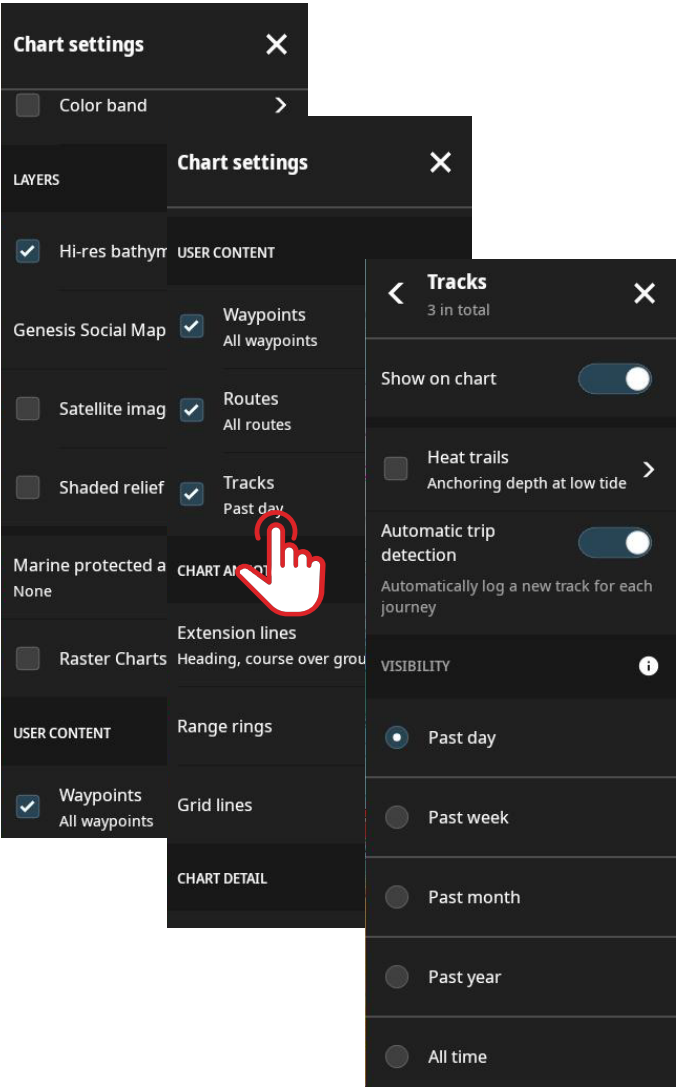 Chart settings
Color band
LAYERS
Hi-res bathym
Genesis Social Map
Satellite imag
Shaded relief
Marine protected a
None
Raster Charts
USER CONTENT
Waypoints
All waypoints
Chart settings
USER CONTENT
Waypoints
All waypoints
Routes
All routes
Tracks
Past day
CHART
Extension lines
Heading, course over grou
Range rings
Grid lines
CHART DETAIL
Tracks
3 in total
Show on chart
Heat trails
Anchoring depth at low tide
Automatic trip
detection
Automatically log a new track for each
journey
VISIBILITY
Past day
Past week
Past month
Past year
All time